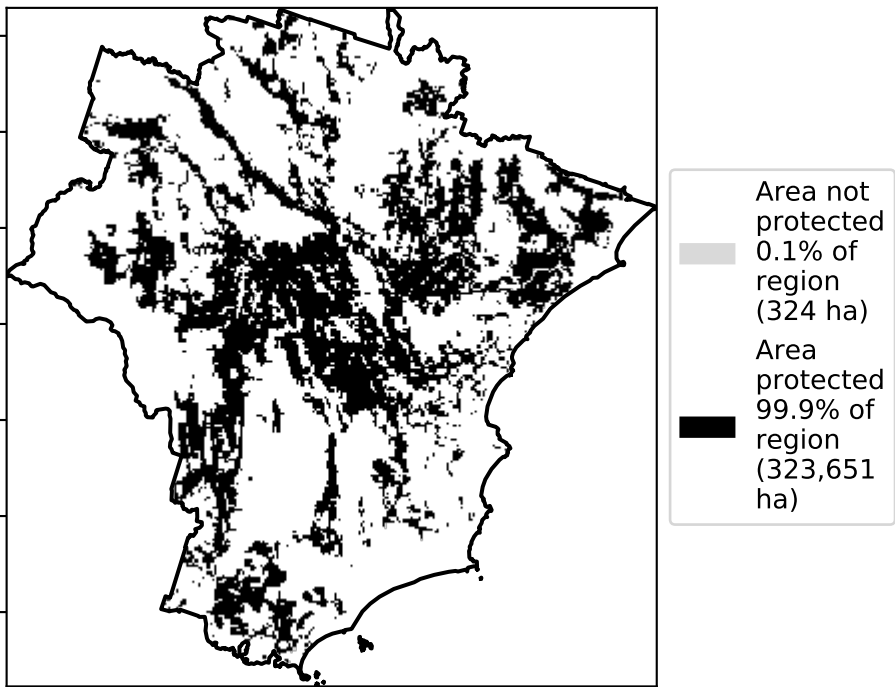 Area not
protected
0.1% of
region
(324 ha)
Area
protected
99.9% of
region
(323,651
ha)